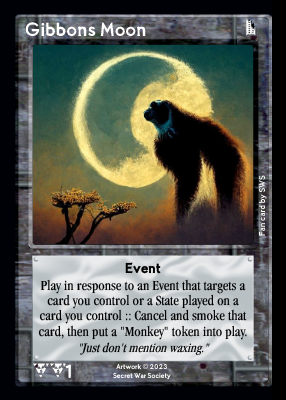 Gibbons Moon
Fan card by SWS
Event
Play in response to an Event that targets a
card you control or a State played on a
card you control :: Cancel and smoke that
card, then put a "Monkey" token into play.
"Just don't mention waxing."
1
Artwork © 2023
Secret War Society